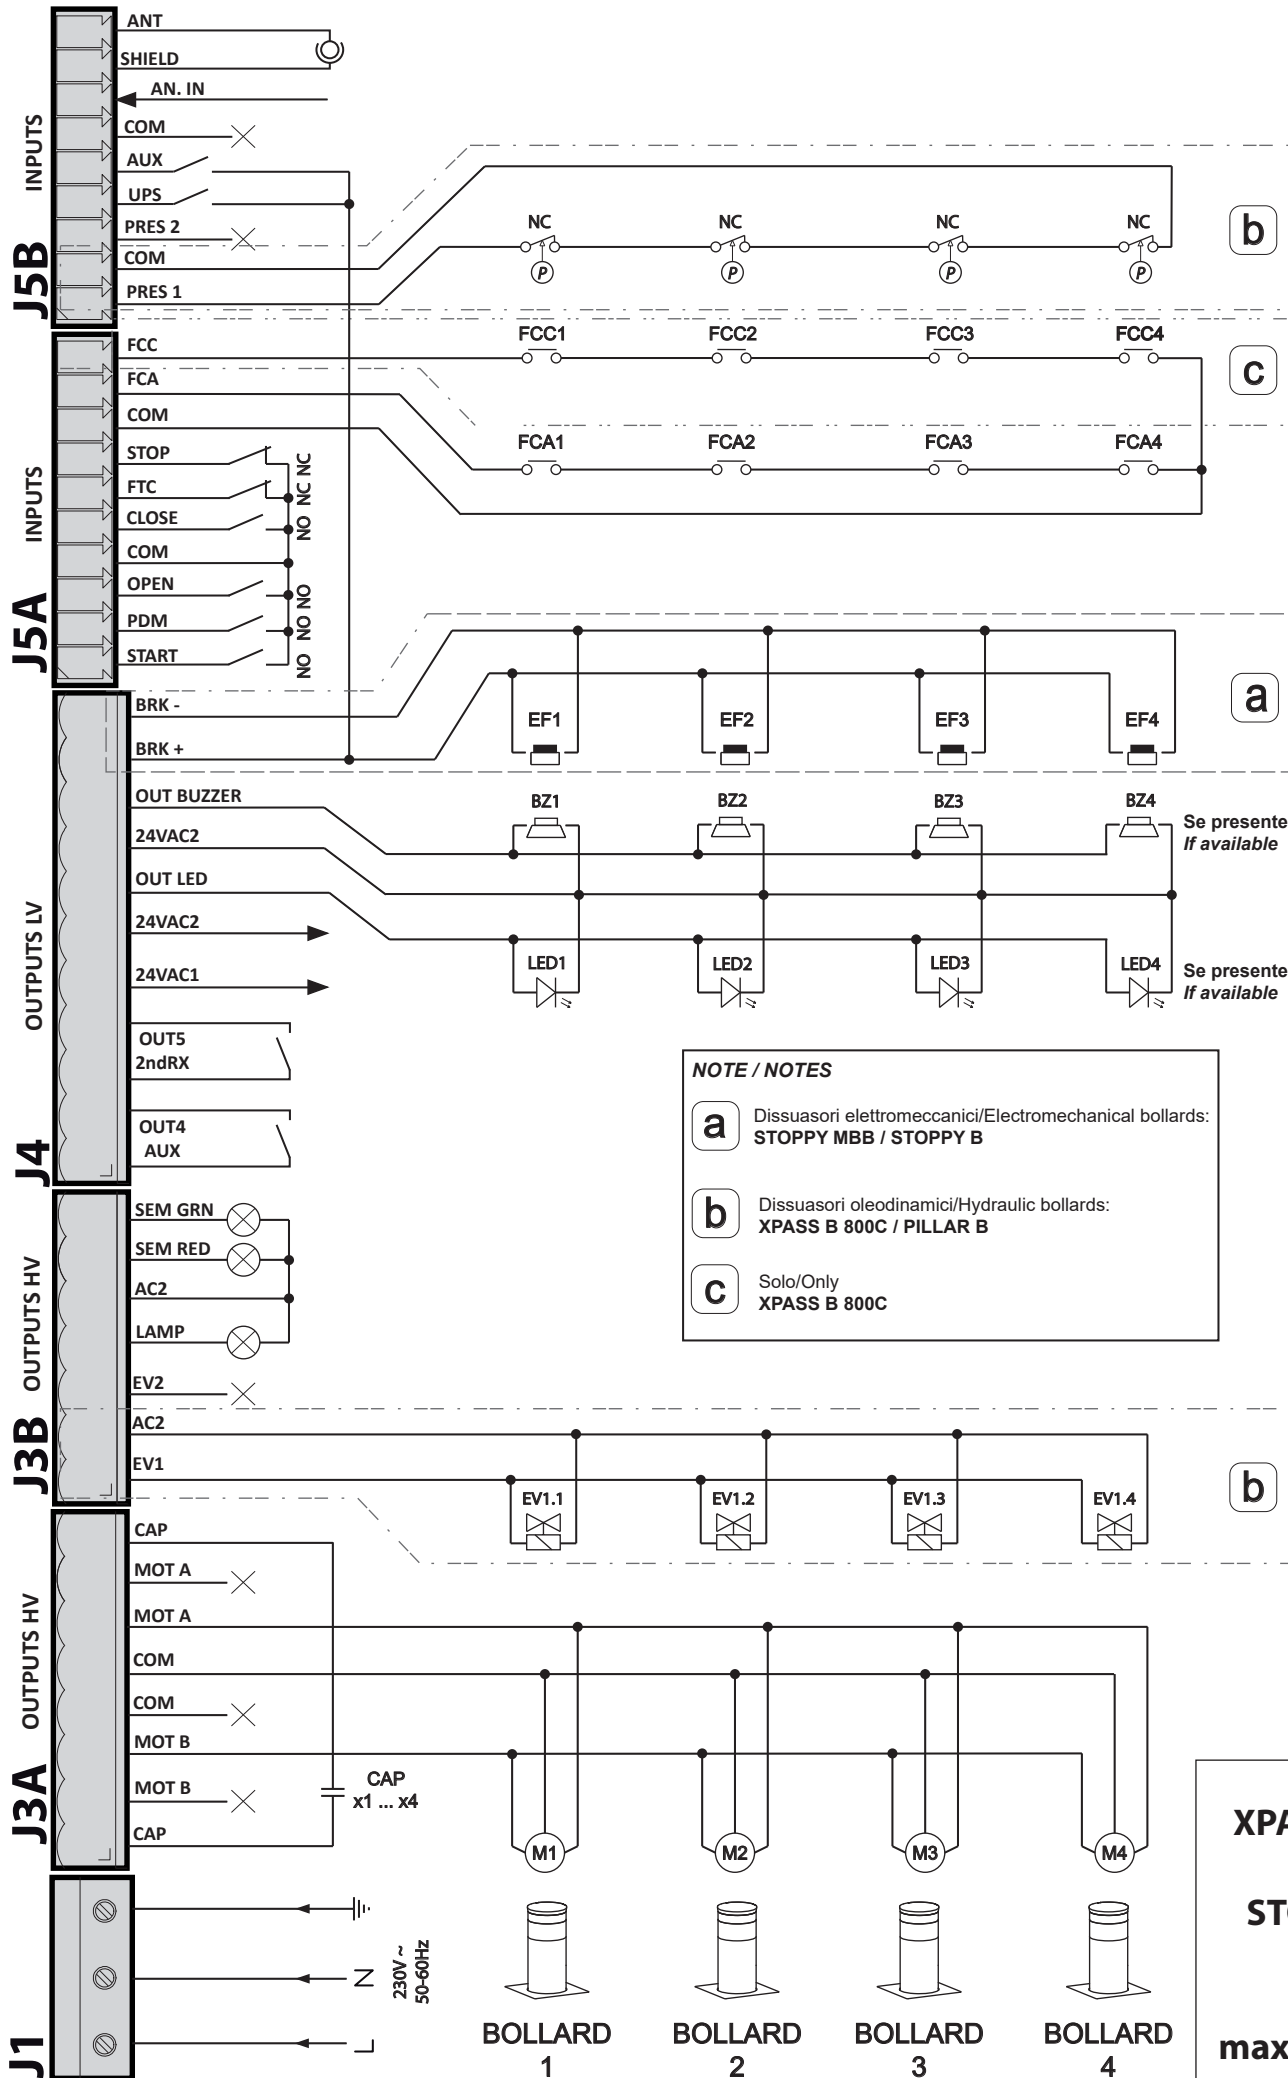 J5B
INPUTS
ANT
SHIELD
AN. IN
COM
AUX
UPS
PRES 2
COM
PRES 1
NC NC NC NC
P P P P
b
J5A
INPUTS
FCC
FCA
COM
STOP
FTC
CLOSE
COM
OPEN
PDM
START
NC
NC
NO
NO
NO
NO
FCC1 FCC2 FCC3 FCC4
c
FCA1 FCA2 FCA3 FCA4
J4
OUTPUTS LV
BRK -
BRK +
EF1 EF2 EF3 EF4
a
OUT BUZZER
24VAC2
OUT LED
24VAC2
24VAC1
BZ1 BZ2 BZ3 BZ4
Se presente
If available
LED1 LED2 LED3 LED4
Se presente
If available
OUT5
2ndRX
OUT4
AUX
NOTE / NOTES
a Dissuasori elettromeccanici/Electromechanical bollards:
STOPPY MBB / STOPPY B
b Dissuasori oleodinamici/Hydraulic bollards:
XPASS B 800C / PILLAR B
c Solo/Only
XPASS B 800C
J3B
OUTPUTS HV
SEM GRN
SEM RED
AC2
LAMP
EV2
AC2
EV1
EV1.1 EV1.2 EV1.3 EV1.4
b
J3A
OUTPUTS HV
CAP
MOT A
MOT A
COM
COM
MOT B
MOT B
CAP
CAP
x1 ... x4
M1 M2 M3 M4
J1
N
L
230V ~
50-60Hz
BOLLARD
1
BOLLARD
2
BOLLARD
3
BOLLARD
4
XPA
STO
max